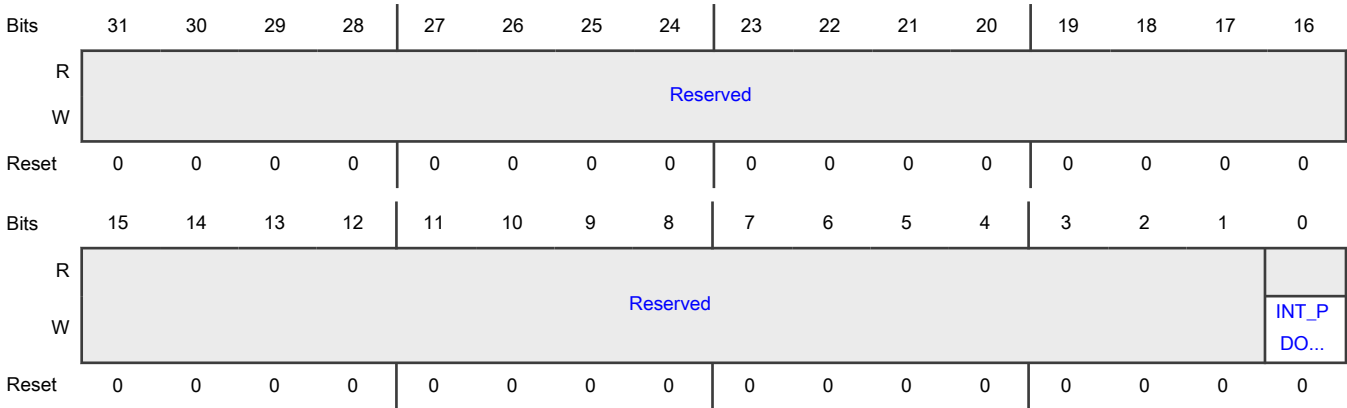 Bits 31 30 29 28 27 26 25 24 23 22 21 20 19 18 17 16
R
Reserved
W
Reset 0 0 0 0 0 0 0 0 0 0 0 0 0 0 0 0
Bits 15 14 13 12 11 10 9 8 7 6 5 4 3 2 1 0
R
Reserved
W
INT_P
DO...
Reset 0 0 0 0 0 0 0 0 0 0 0 0 0 0 0 0